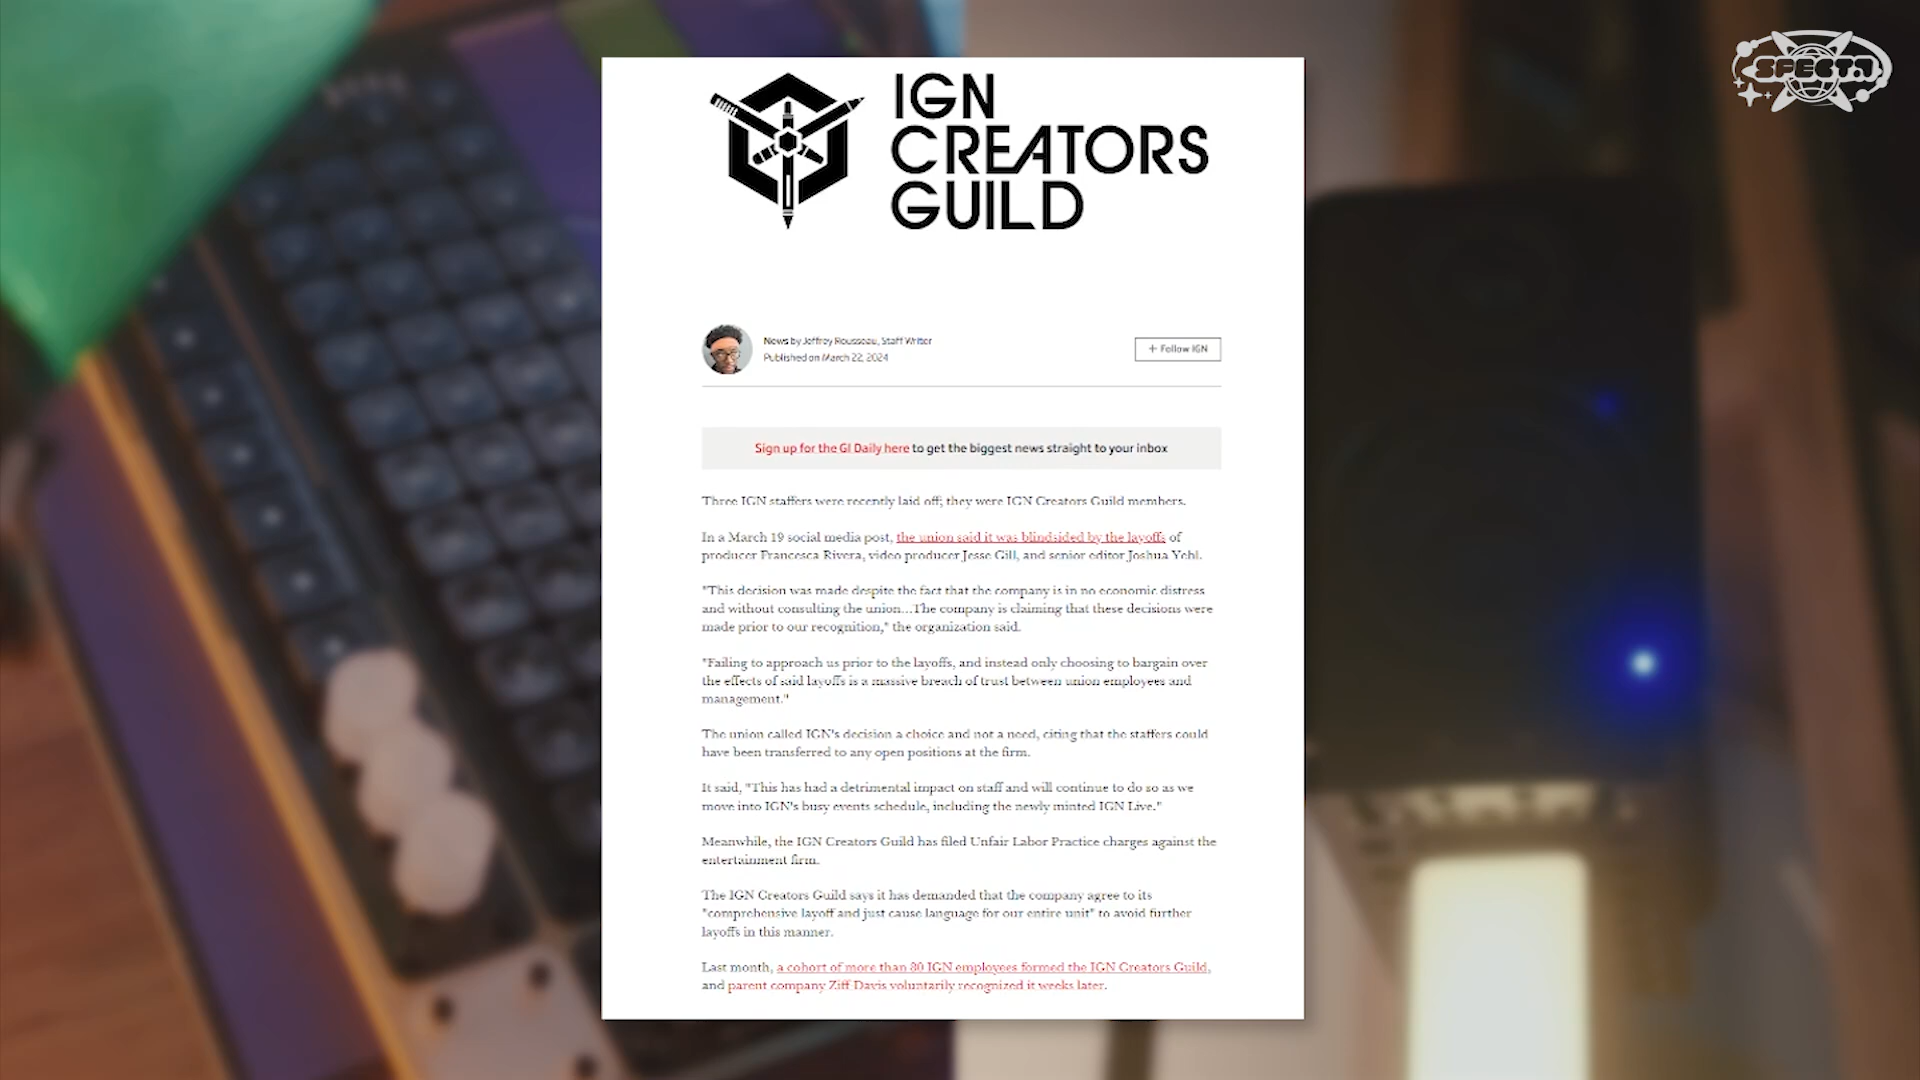 SPECTJ
IGN
CREATORS
GUILD
News by Jeffrey Rousseau, Staff Writer
Published on March 22, 2024
+ Follow IGN
Sign up for the GI Daily here to get the biggest news straight to your inbox
Three IGN staffers were recently laid off; they were IGN Creators Guild members.
In a March 19 social media post, the union said it was blindsided by the layoffs of
producer Francesca Rivera, video producer Jesse Gill, and senior editor Joshua Yehl.
"This decision was made despite the fact that the company is in no economic distress
and without consulting the union...The company is claiming that these decisions were
made prior to our recognition," the organization said.
"Failing to approach us prior to the layoffs, and instead only choosing to bargain over
the effects of said layoffs is a massive breach of trust between union employees and
management."
The union called IGN's decision a choice and not a need, citing that the staffers could
have been transferred to any open positions at the firm.
It said, "This has had a detrimental impact on staff and will continue to do so as we
move into IGN's busy events schedule, including the newly minted IGN Live."
Meanwhile, the IGN Creators Guild has filed Unfair Labor Practice charges against the
entertainment firm.
The IGN Creators Guild says it has demanded that the company agree to its
"comprehensive layoff and just cause language for our entire unit" to avoid further
layoffs in this manner.
Last month, a cohort of more than 80 IGN employees formed the IGN Creators Guild,
and parent company Ziff Davis voluntarily recognized it weeks later.